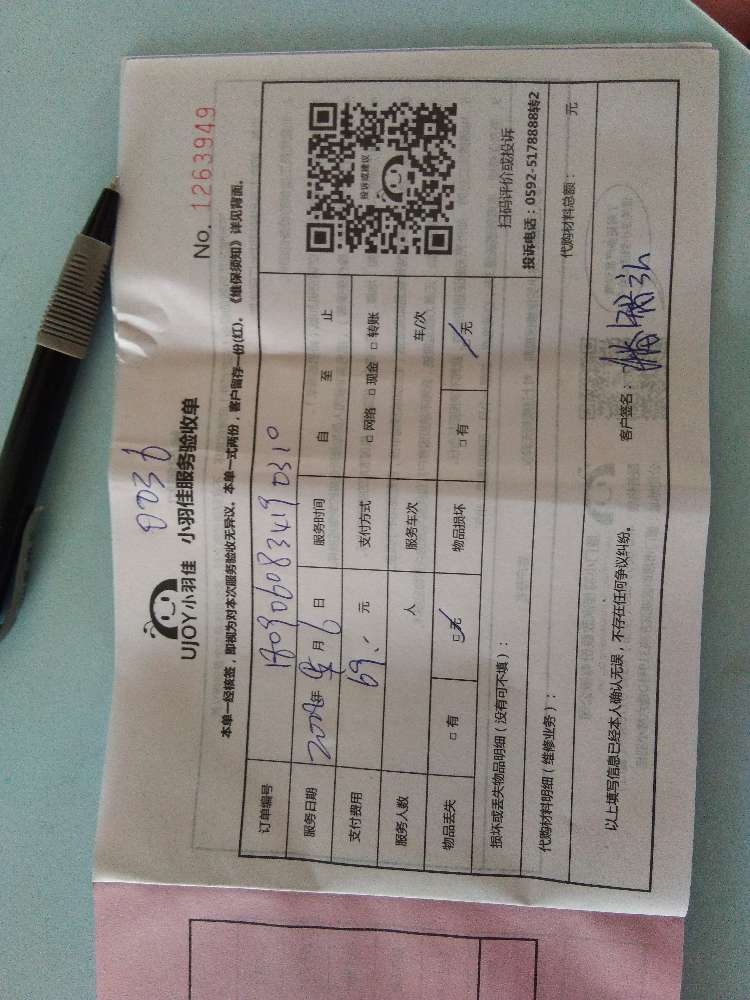 0036
No. 1263949
UJOY小羽佳 小羽佳服务验收单
本单一经核签，即视为对本次服务验收无异议。本单一式两份，客户留存一份(红)。《维保须知》详见背面。
订单编号 1809060834190310
服务日期 年 月 6 日 服务时间 自 至 止
支付费用 69. 元 支付方式 □ 网络 □ 现金 □ 转账
服务人数 人 服务车次 车/次
物品丢失 □ 有 □ 无 物品损坏 □ 有 □ 无
投诉或建议
扫码评价或投诉
投诉电话：0592-5178888转2
损坏或丢失物品明细（没有可不填）：
代购材料明细（维修业务）：
代购材料总额： 元
以上填写信息已经本人确认无误，不存在任何争议纠纷。
客户签名：